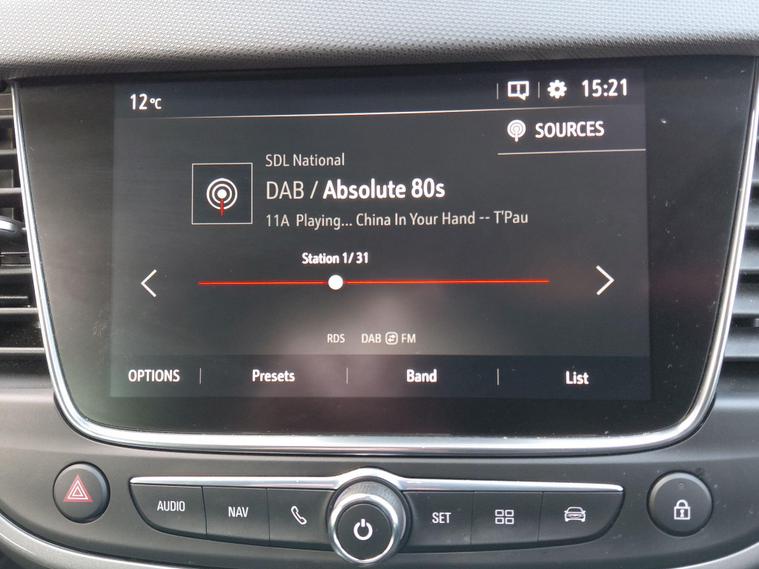 12°C
15:21
SOURCES
SDL National
DAB / Absolute 80s
11A Playing... China In Your Hand -- T'Pau
Station 1/ 31
RDS DAB FM
OPTIONS Presets Band List
AUDIO NAV SET